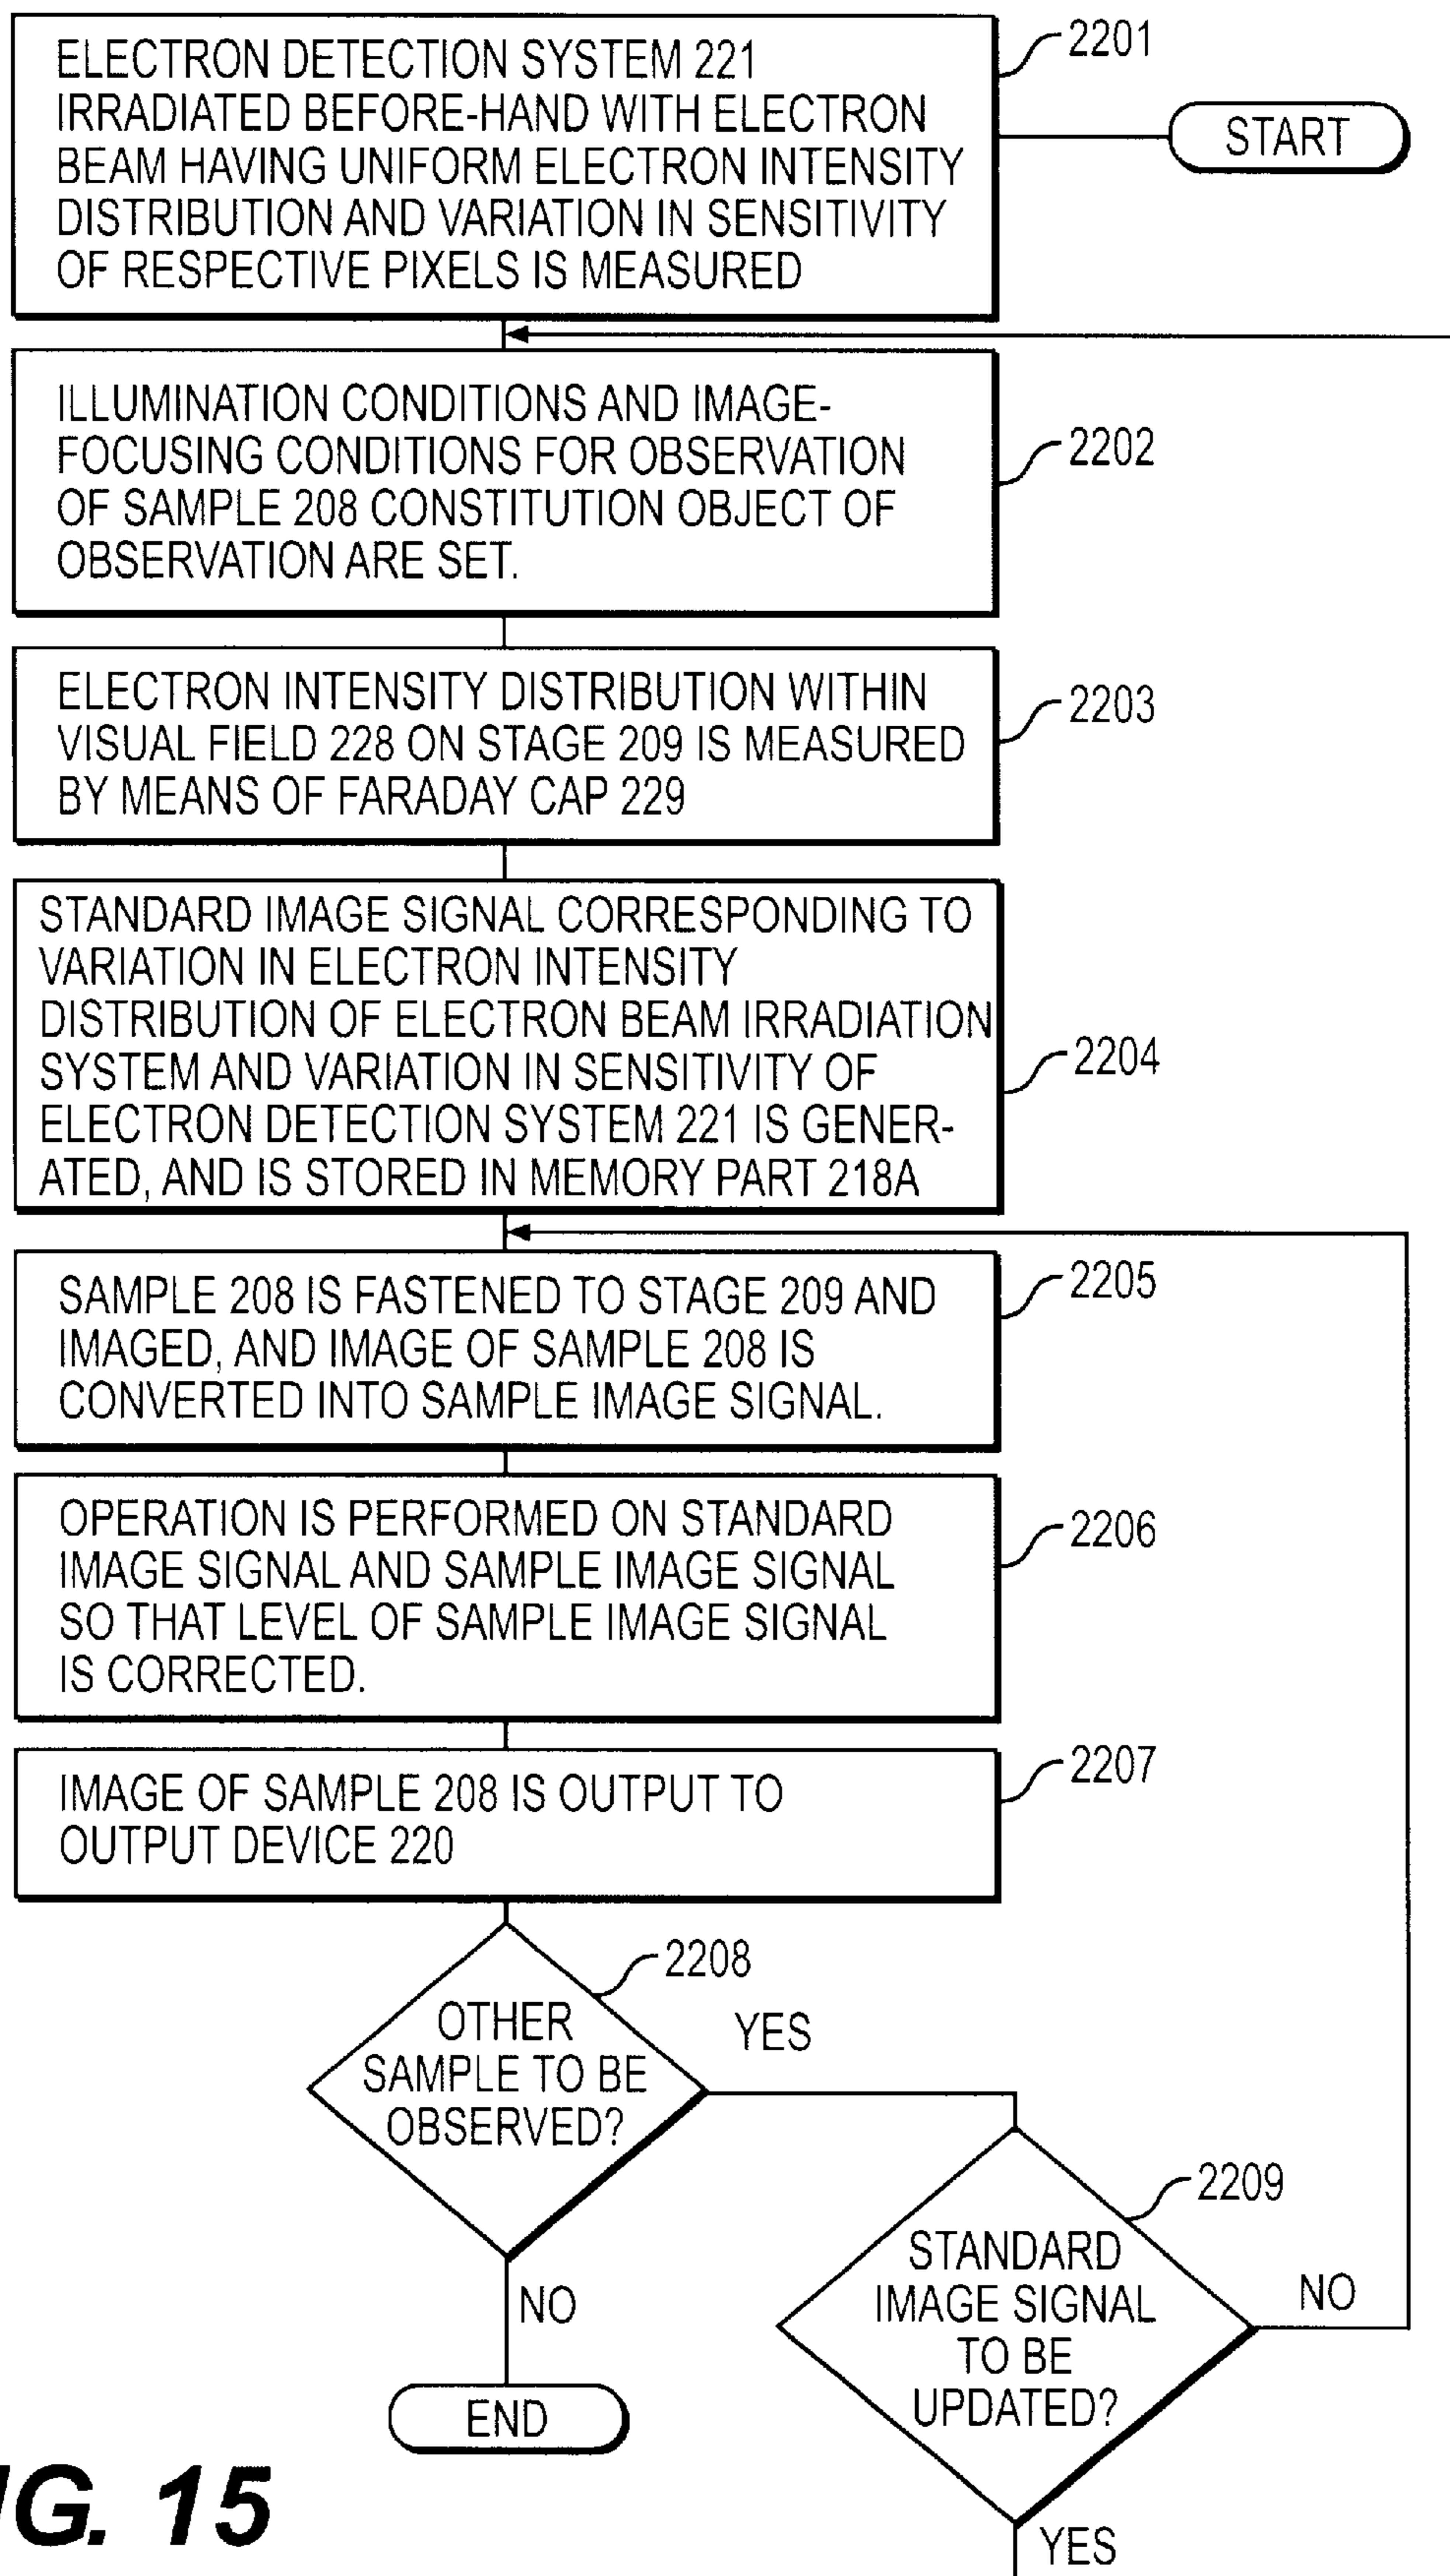 ELECTRON DETECTION SYSTEM 221
IRRADIATED BEFORE-HAND WITH ELECTRON
BEAM HAVING UNIFORM ELECTRON INTENSITY
DISTRIBUTION AND VARIATION IN SENSITIVITY
OF RESPECTIVE PIXELS IS MEASURED
2201
START
ILLUMINATION CONDITIONS AND IMAGE-
FOCUSING CONDITIONS FOR OBSERVATION
OF SAMPLE 208 CONSTITUTION OBJECT OF
OBSERVATION ARE SET.
2202
ELECTRON INTENSITY DISTRIBUTION WITHIN
VISUAL FIELD 228 ON STAGE 209 IS MEASURED
BY MEANS OF FARADAY CAP 229
2203
STANDARD IMAGE SIGNAL CORRESPONDING TO
VARIATION IN ELECTRON INTENSITY
DISTRIBUTION OF ELECTRON BEAM IRRADIATION
SYSTEM AND VARIATION IN SENSITIVITY OF
ELECTRON DETECTION SYSTEM 221 IS GENER-
ATED, AND IS STORED IN MEMORY PART 218A
2204
SAMPLE 208 IS FASTENED TO STAGE 209 AND
IMAGED, AND IMAGE OF SAMPLE 208 IS
CONVERTED INTO SAMPLE IMAGE SIGNAL.
2205
OPERATION IS PERFORMED ON STANDARD
IMAGE SIGNAL AND SAMPLE IMAGE SIGNAL
SO THAT LEVEL OF SAMPLE IMAGE SIGNAL
IS CORRECTED.
2206
IMAGE OF SAMPLE 208 IS OUTPUT TO
OUTPUT DEVICE 220
2207
OTHER
SAMPLE TO BE
OBSERVED?
2208
YES
NO
END
STANDARD
IMAGE SIGNAL
TO BE
UPDATED?
2209
NO
YES
IG. 15